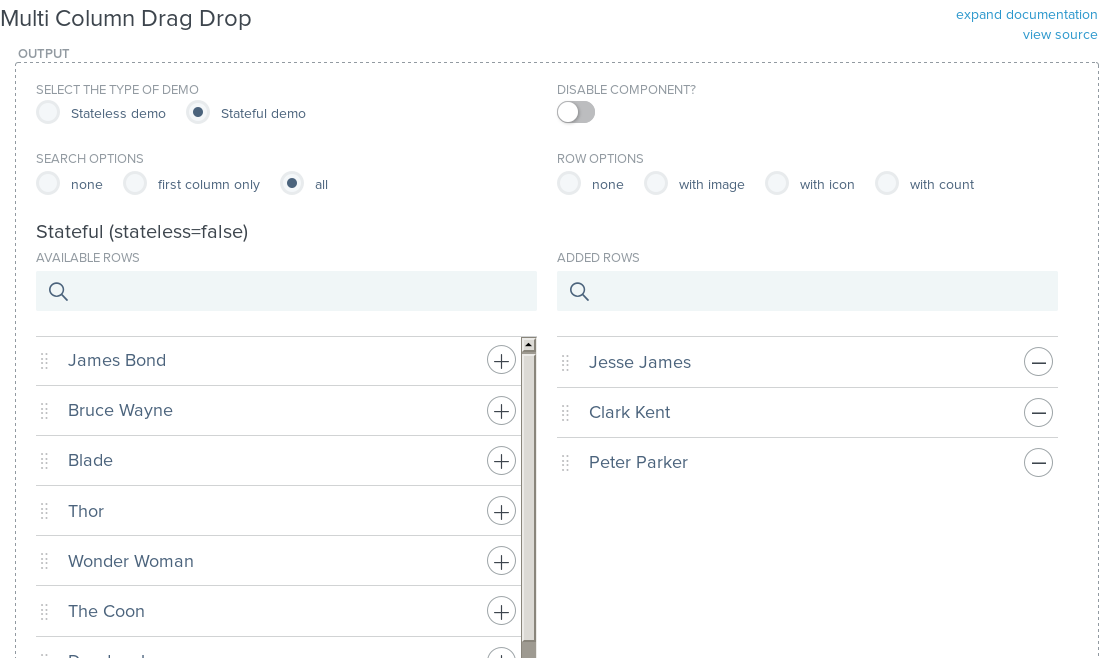 Multi Column Drag Drop
expand documentation
view source
OUTPUT
SELECT THE TYPE OF DEMO
Stateless demo
Stateful demo
DISABLE COMPONENT?
SEARCH OPTIONS
none
first column only
all
ROW OPTIONS
none
with image
with icon
with count
Stateful (stateless=false)
AVAILABLE ROWS
James Bond
Bruce Wayne
Blade
Thor
Wonder Woman
The Coon
ADDED ROWS
Jesse James
Clark Kent
Peter Parker